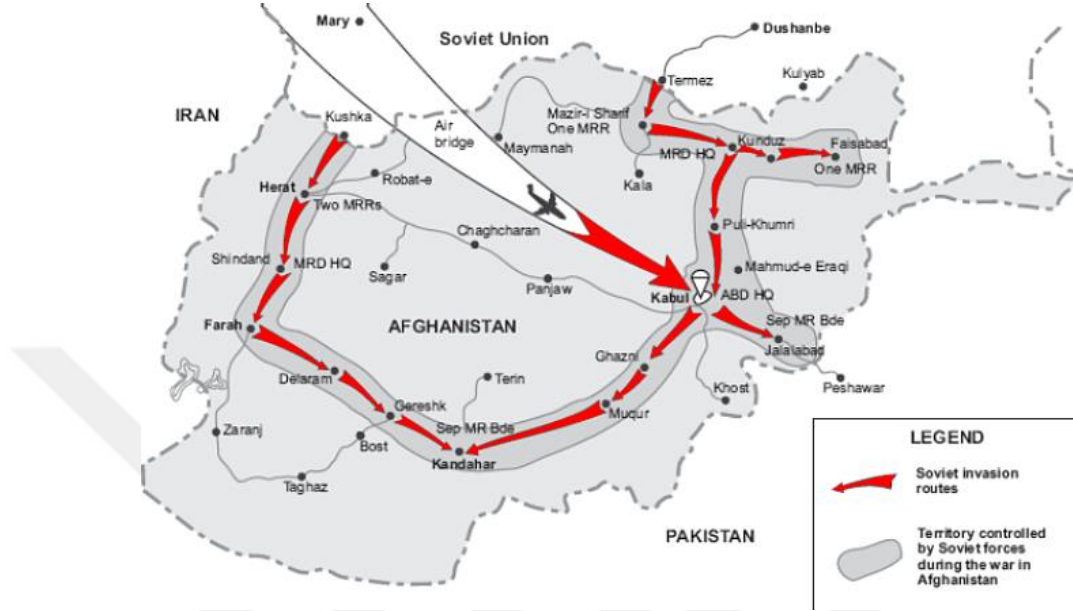 Mary
Soviet Union
Dushanbe
Kulyab
Termez
IRAN
Kushka
Air
bridge
Maymanah
Mazir-i Sharif
One MRR
MRD HQ
Kunduz
Faisabad
One MRR
Kala
Robat-e
Herat
Two MRRs
Chaghcharan
Puli-Khumri
Shindand
MRD HQ
Sagar
Panjaw
Mahmud-e Eraqi
Kabul
ABD HQ
Farah
AFGHANISTAN
Sep MR Bde
Jalalabad
Ghazni
Peshawar
Delaram
Terin
Khost
Gereshk
Muqur
Zaranj
Bost
Sep MR Bde
Kandahar
Taghaz
PAKISTAN
LEGEND
Soviet invasion
routes
Territory controlled
by Soviet forces
during the war in
Afghanistan